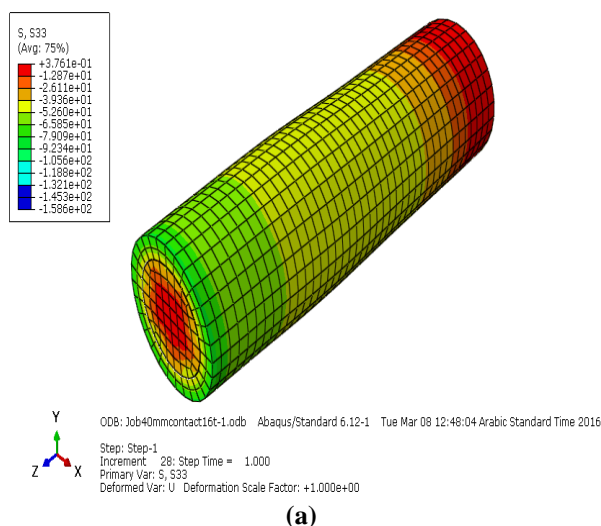 S, S33
(Avg: 75%)
+3.761e-01
-1.287e+01
-2.611e+01
-3.936e+01
-5.260e+01
-6.585e+01
-7.909e+01
-9.234e+01
-1.056e+02
-1.188e+02
-1.321e+02
-1.453e+02
-1.586e+02
Y
Z X
ODB: Job40mmcontact16t-1.odb Abaqus/Standard 6.12-1 Tue Mar 08 12:48:04 Arabic Standard Time 2016
Step: Step-1
Increment 28: Step Time = 1.000
Primary Var: S, S33
Deformed Var: U Deformation Scale Factor: +1.000e+00
(a)